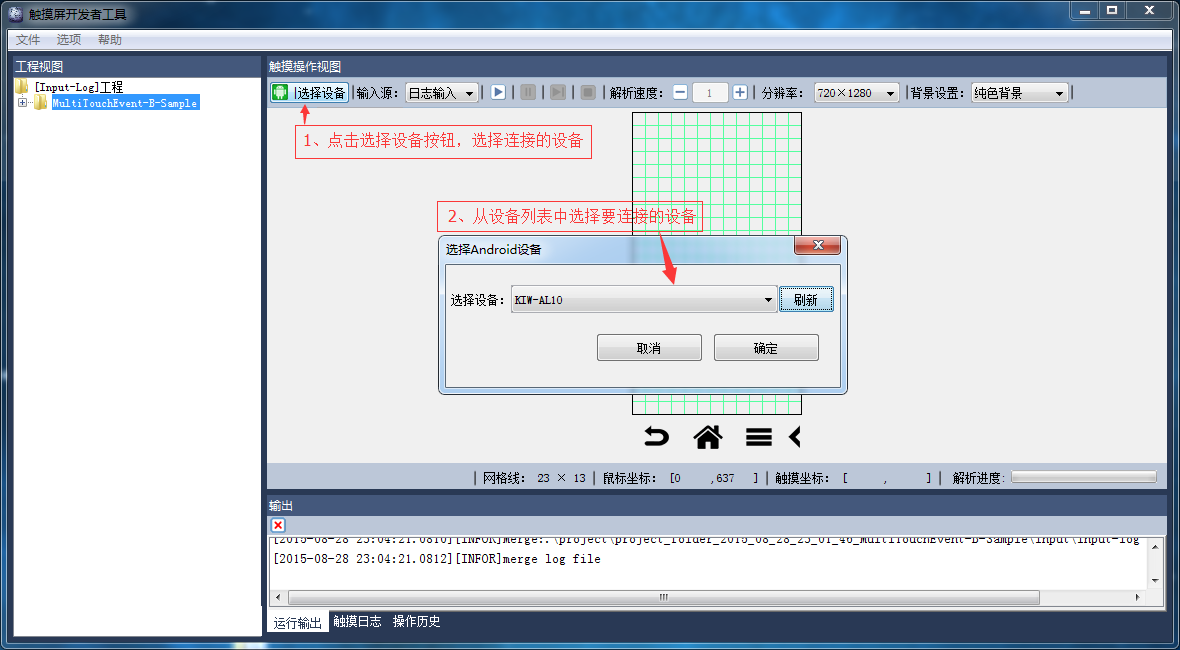 触摸屏开发者工具
文件 选项 帮助
工程视图
[Input-Log]工程
MultiTouchEvent-B-Sample
触摸操作视图
选择设备 输入源: 日志输入 解析速度: 1 分辨率: 720×1280 背景设置: 纯色背景
1、点击选择设备按钮，选择连接的设备
2、从设备列表中选择要连接的设备
选择Android设备
选择设备: KIW-AL10 刷新
取消 确定
网格线: 23 × 13 鼠标坐标: [0 ,637 ] 触摸坐标: [ , ] 解析进度:
输出
[2015-08-28 23:04:21.0810][INFOR]merge:.\project\project_folder_2015_08_28_23_01_46_MultiTouchEvent-B-Sample\input\input-log
[2015-08-28 23:04:21.0812][INFOR]merge log file
运行输出 触摸日志 操作历史